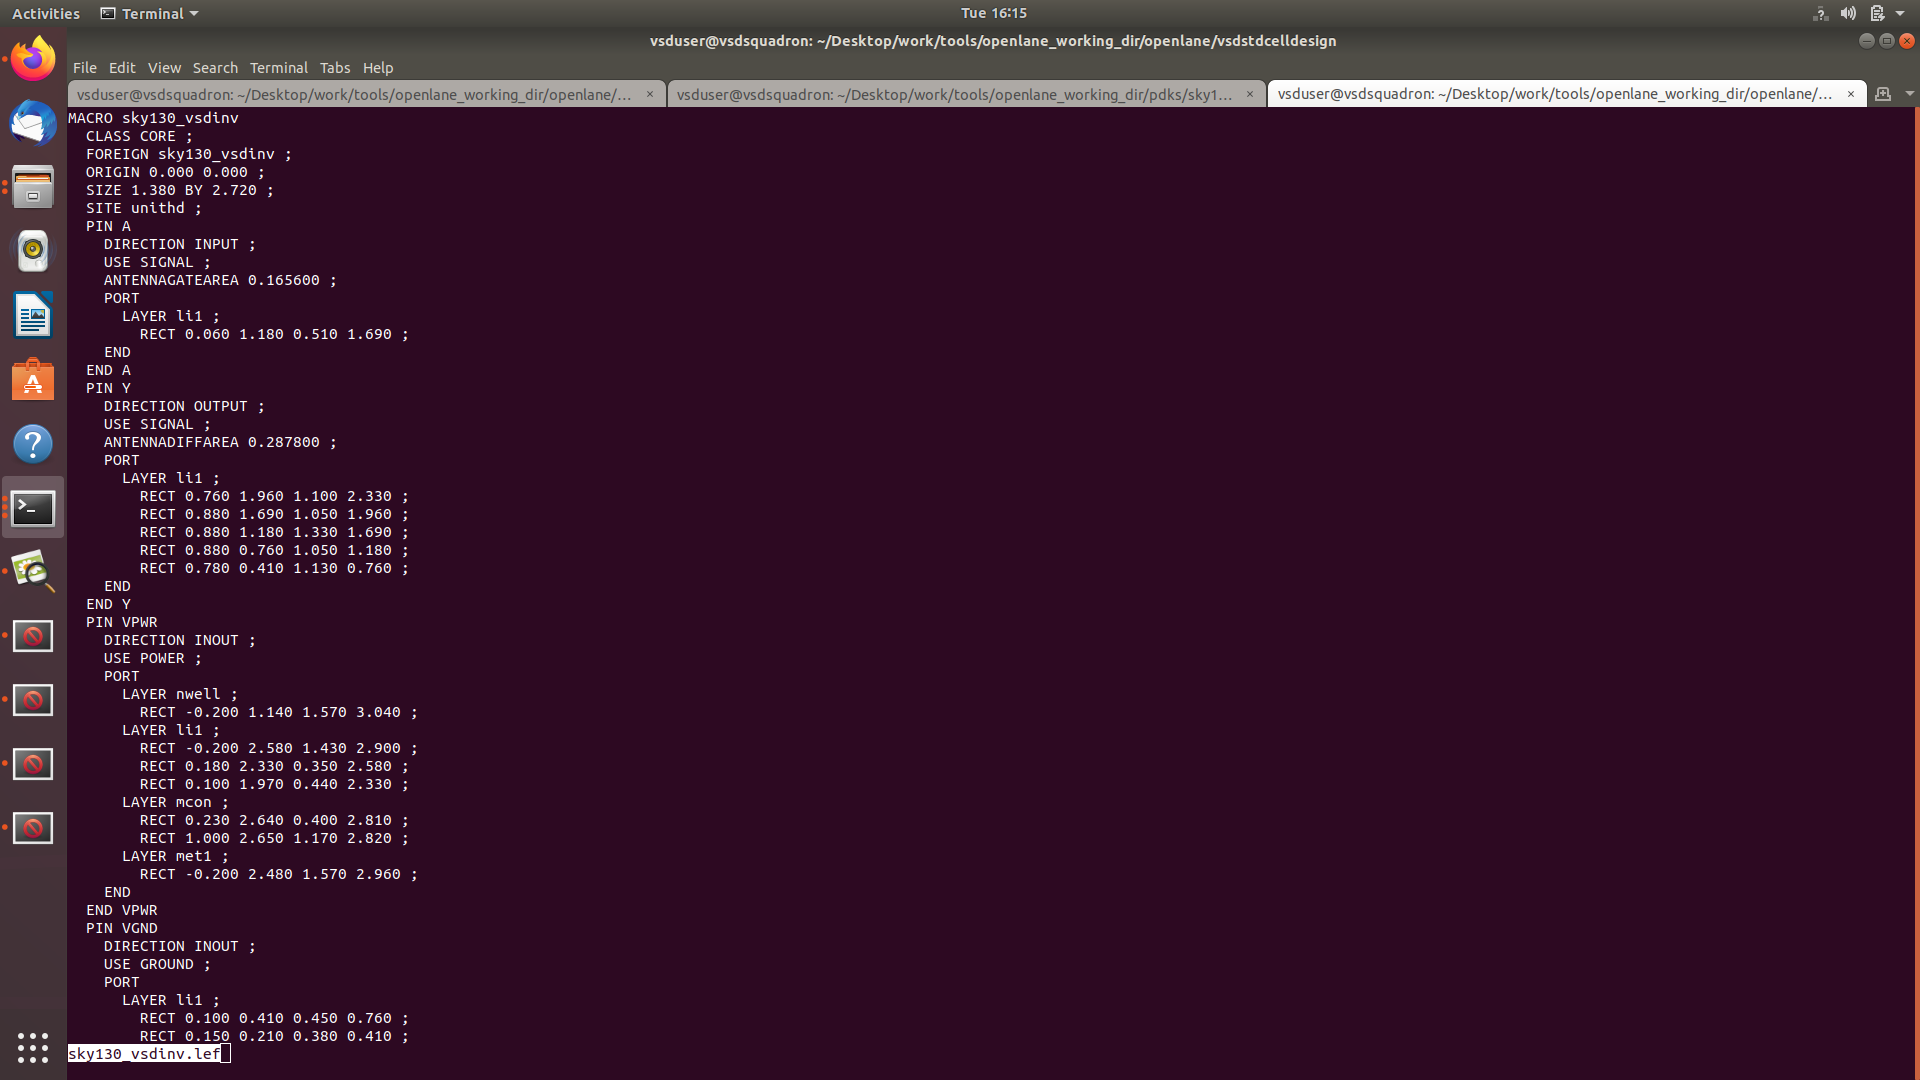 Activities
Terminal
Tue 16:15
vsduser@vsdsquadron: ~/Desktop/work/tools/openlane_working_dir/openlane/vsdstdcelldesign
File Edit View Search Terminal Tabs Help
vsduser@vsdsquadron: ~/Desktop/work/tools/openlane_working_dir/openlane/... ×
vsduser@vsdsquadron: ~/Desktop/work/tools/openlane_working_dir/pdks/sky1... ×
vsduser@vsdsquadron: ~/Desktop/work/tools/openlane_working_dir/openlane/... ×
MACRO sky130_vsdinv
  CLASS CORE ;
  FOREIGN sky130_vsdinv ;
  ORIGIN 0.000 0.000 ;
  SIZE 1.380 BY 2.720 ;
  SITE unithd ;
  PIN A
    DIRECTION INPUT ;
    USE SIGNAL ;
    ANTENNAGATEAREA 0.165600 ;
    PORT
      LAYER li1 ;
        RECT 0.060 1.180 0.510 1.690 ;
    END
  END A
  PIN Y
    DIRECTION OUTPUT ;
    USE SIGNAL ;
    ANTENNADIFFAREA 0.287800 ;
    PORT
      LAYER li1 ;
        RECT 0.760 1.960 1.100 2.330 ;
        RECT 0.880 1.690 1.050 1.960 ;
        RECT 0.880 1.180 1.330 1.690 ;
        RECT 0.880 0.760 1.050 1.180 ;
        RECT 0.780 0.410 1.130 0.760 ;
    END
  END Y
  PIN VPWR
    DIRECTION INOUT ;
    USE POWER ;
    PORT
      LAYER nwell ;
        RECT -0.200 1.140 1.570 3.040 ;
      LAYER li1 ;
        RECT -0.200 2.580 1.430 2.900 ;
        RECT 0.180 2.330 0.350 2.580 ;
        RECT 0.100 1.970 0.440 2.330 ;
      LAYER mcon ;
        RECT 0.230 2.640 0.400 2.810 ;
        RECT 1.000 2.650 1.170 2.820 ;
      LAYER met1 ;
        RECT -0.200 2.480 1.570 2.960 ;
    END
  END VPWR
  PIN VGND
    DIRECTION INOUT ;
    USE GROUND ;
    PORT
      LAYER li1 ;
        RECT 0.100 0.410 0.450 0.760 ;
        RECT 0.150 0.210 0.380 0.410 ;
sky130_vsdinv.lef